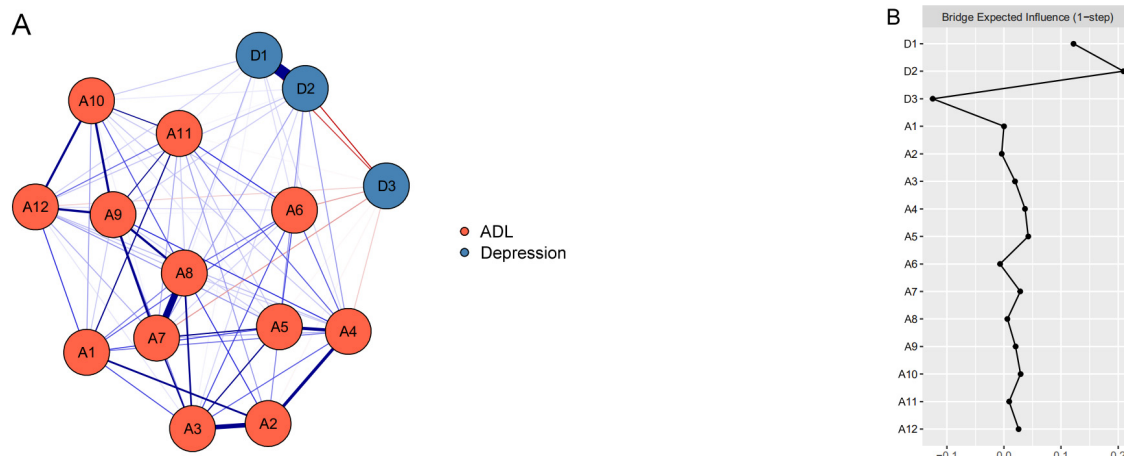 A
D1
D2
A10
A11
D3
A12
A9
A6
A8
A7
A5
A4
A1
A3
A2
ADL
Depression
B
Bridge Expected Influence (1−step)
D1
D2
D3
A1
A2
A3
A4
A5
A6
A7
A8
A9
A10
A11
A12
−0.1 0.0 0.1 0.2